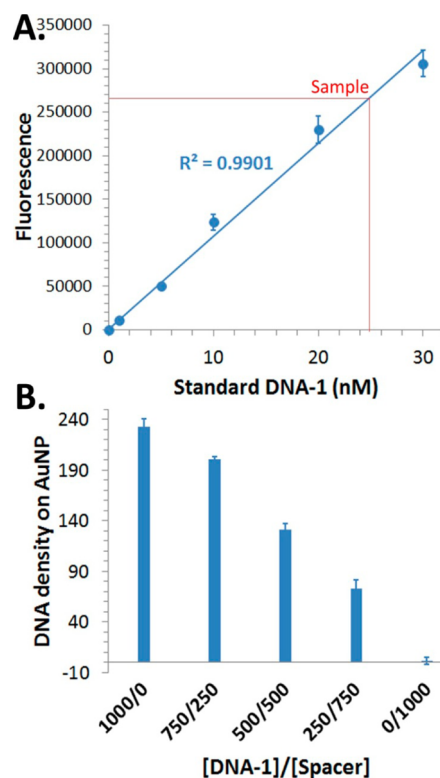 A.
350000
300000
250000
200000
150000
100000
50000
0
Fluorescence
Sample
R² = 0.9901
0 10 20 30
Standard DNA-1 (nM)
B.
240
190
140
90
40
-10
DNA density on AuNP
1000/0 750/250 500/500 250/750 0/1000
[DNA-1]/[Spacer]